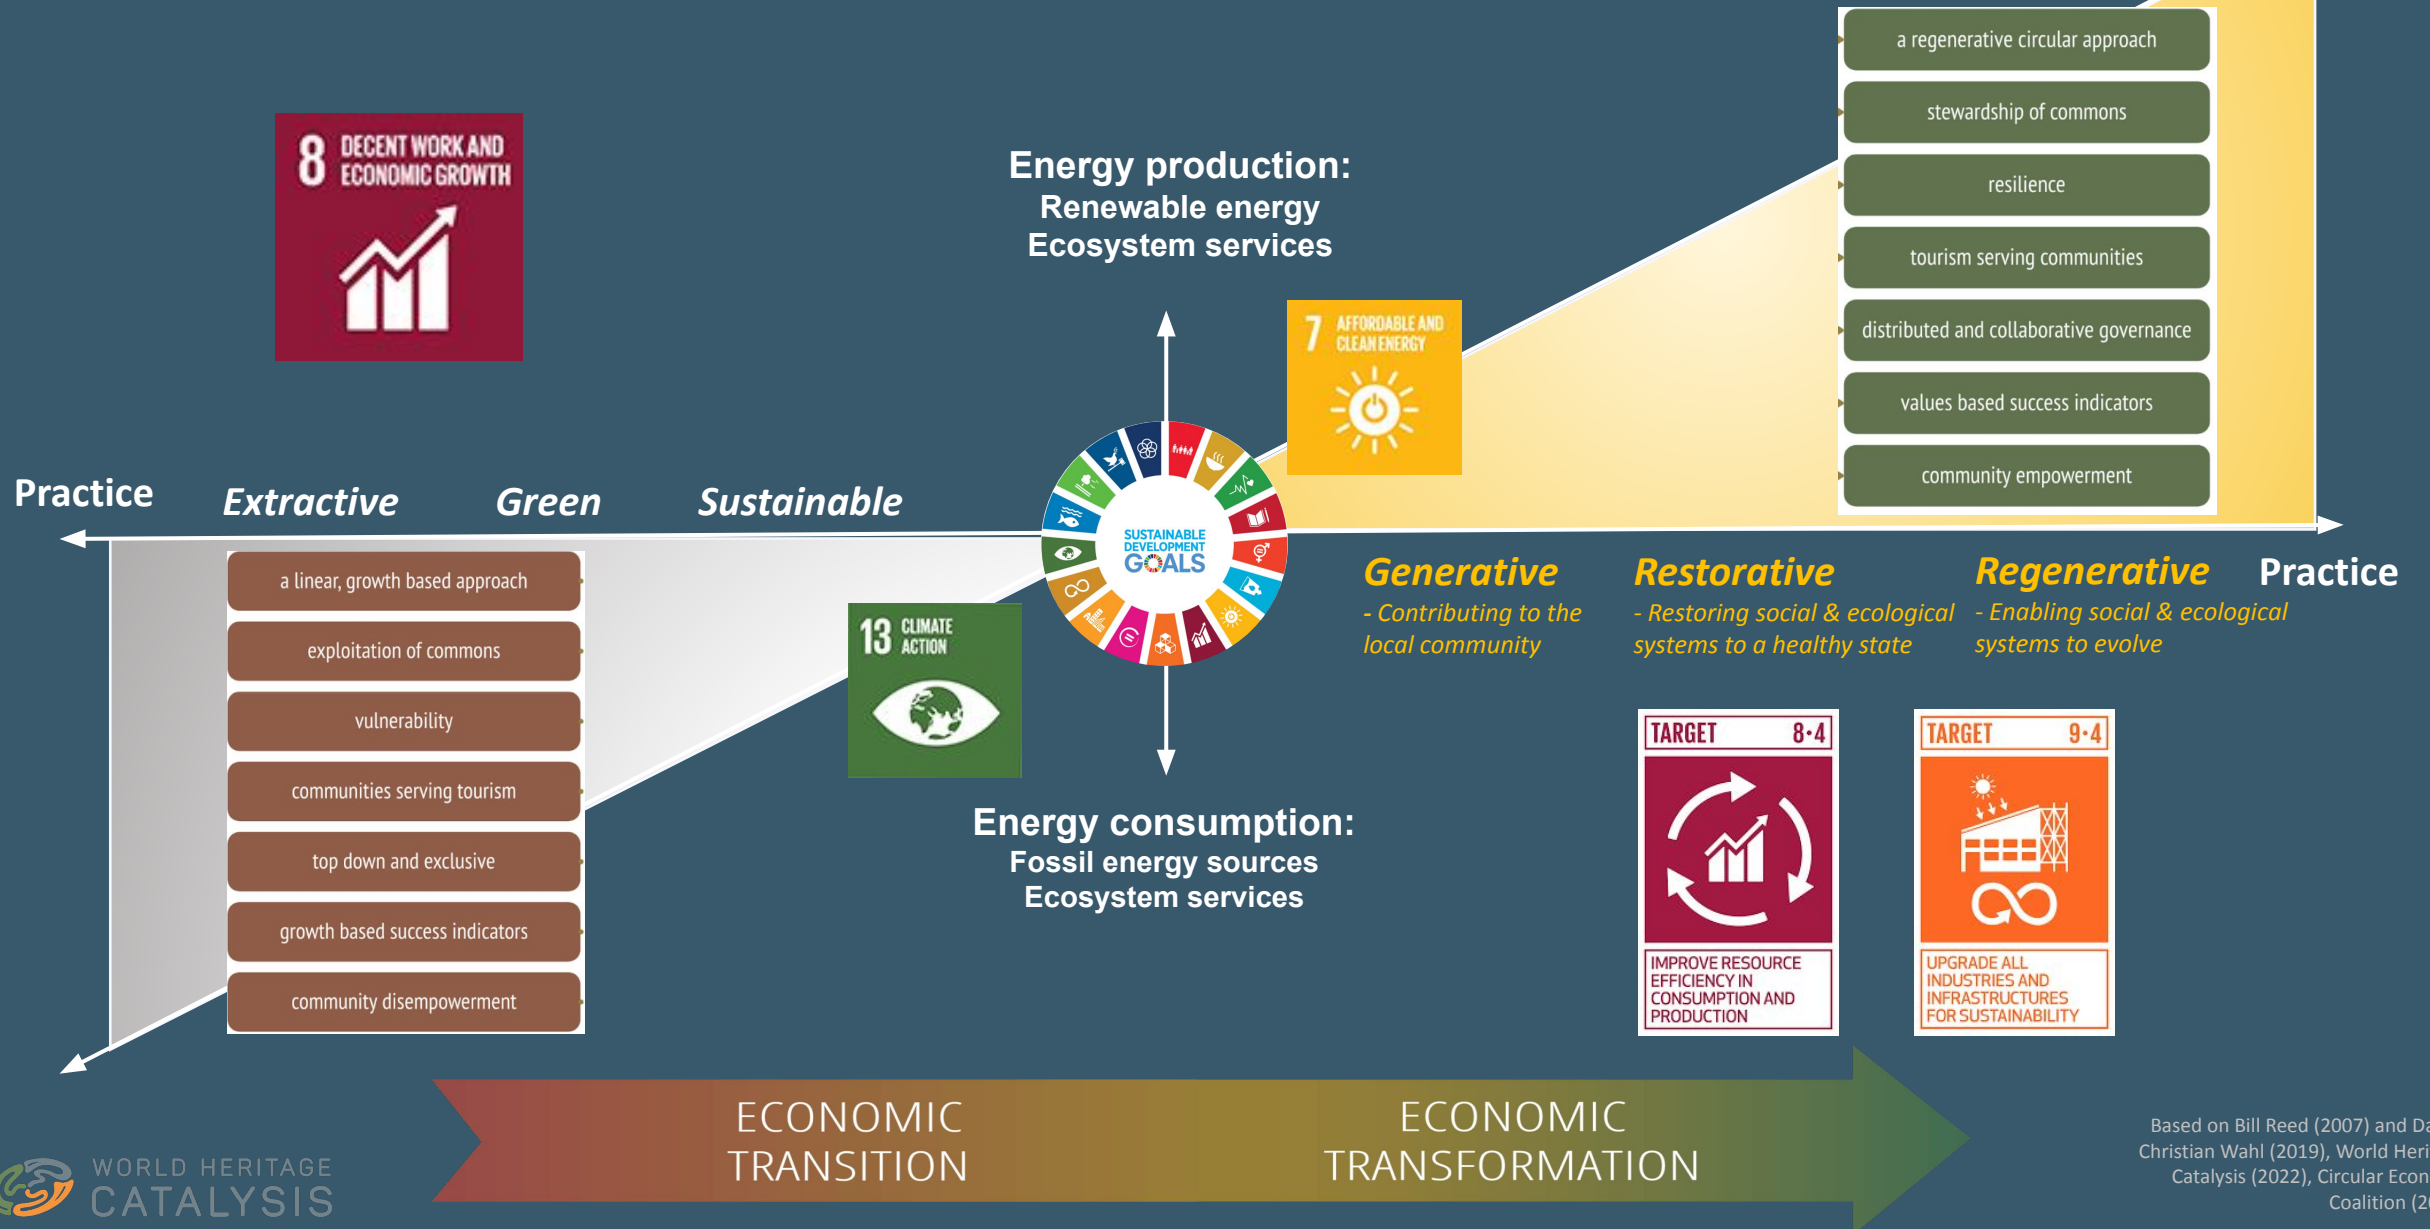 a regenerative circular approach
stewardship of commons
resilience
tourism serving communities
distributed and collaborative governance
values based success indicators
community empowerment
8 DECENT WORK AND
ECONOMIC GROWTH
Energy production:
Renewable energy
Ecosystem services
7 AFFORDABLE AND
CLEAN ENERGY
Practice
Extractive
Green
Sustainable
SUSTAINABLE
DEVELOPMENT
GOALS
Generative
- Contributing to the
local community
Restorative
- Restoring social & ecological
systems to a healthy state
Regenerative
- Enabling social & ecological
systems to evolve
Practice
a linear, growth based approach
exploitation of commons
vulnerability
communities serving tourism
top down and exclusive
growth based success indicators
community disempowerment
13 CLIMATE
ACTION
Energy consumption:
Fossil energy sources
Ecosystem services
TARGET 8·4
IMPROVE RESOURCE
EFFICIENCY IN
CONSUMPTION AND
PRODUCTION
TARGET 9·4
UPGRADE ALL
INDUSTRIES AND
INFRASTRUCTURES
FOR SUSTAINABILITY
ECONOMIC
TRANSITION
ECONOMIC
TRANSFORMATION
WORLD HERITAGE
CATALYSIS
Based on Bill Reed (2007) and
Christian Wahl (2019), World
Catalysis (2022), Circular
Coalition